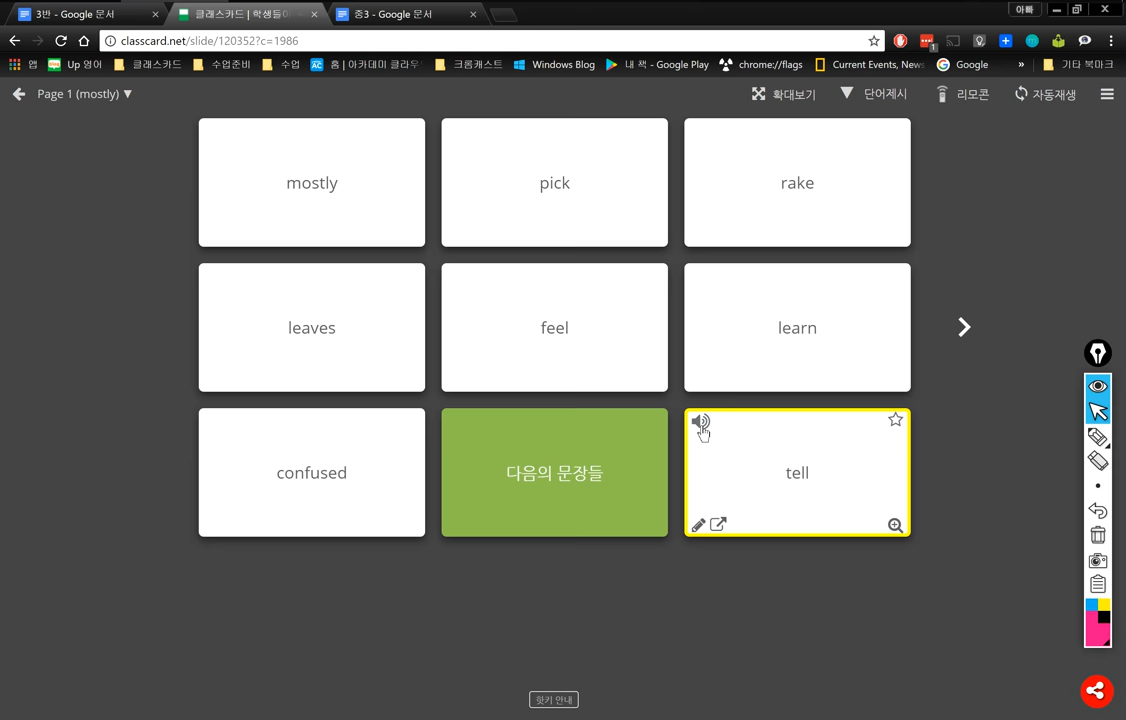 3반 - Google 문서
클래스카드 | 학생들이
중3 - Google 문서
아빠
classcard.net/slide/120352?c=1986
1
앱
Up 영어
클래스카드
수업준비
수업
홈 | 아카데미 클라우
크롬캐스트
Windows Blog
내 책 - Google Play
chrome://flags
Current Events, News
Google
»
기타 북마크
Page 1 (mostly) ▼
확대보기
단어제시
리모콘
자동재생
mostly
pick
rake
leaves
feel
learn
confused
다음의 문장들
tell
핫키 안내